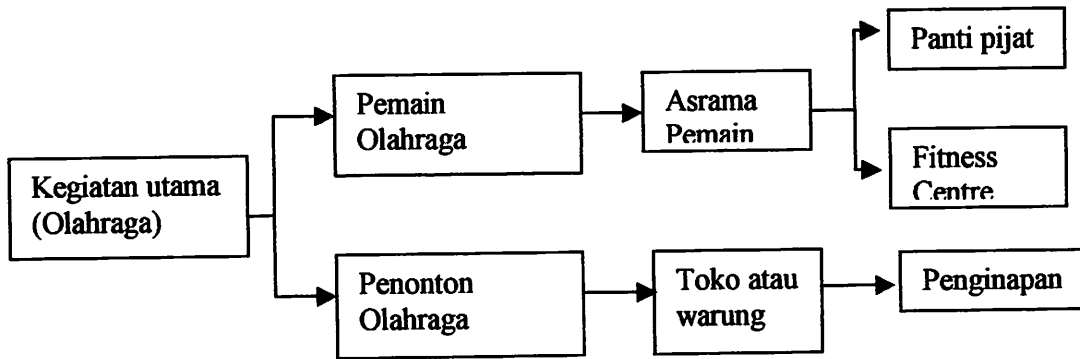 Panti pijat
Pemain
Olahraga
Asrama
Pemain
Fitness
Centre
Kegiatan utama
(Olahraga)
Penonton
Olahraga
Toko atau
warung
Penginapan